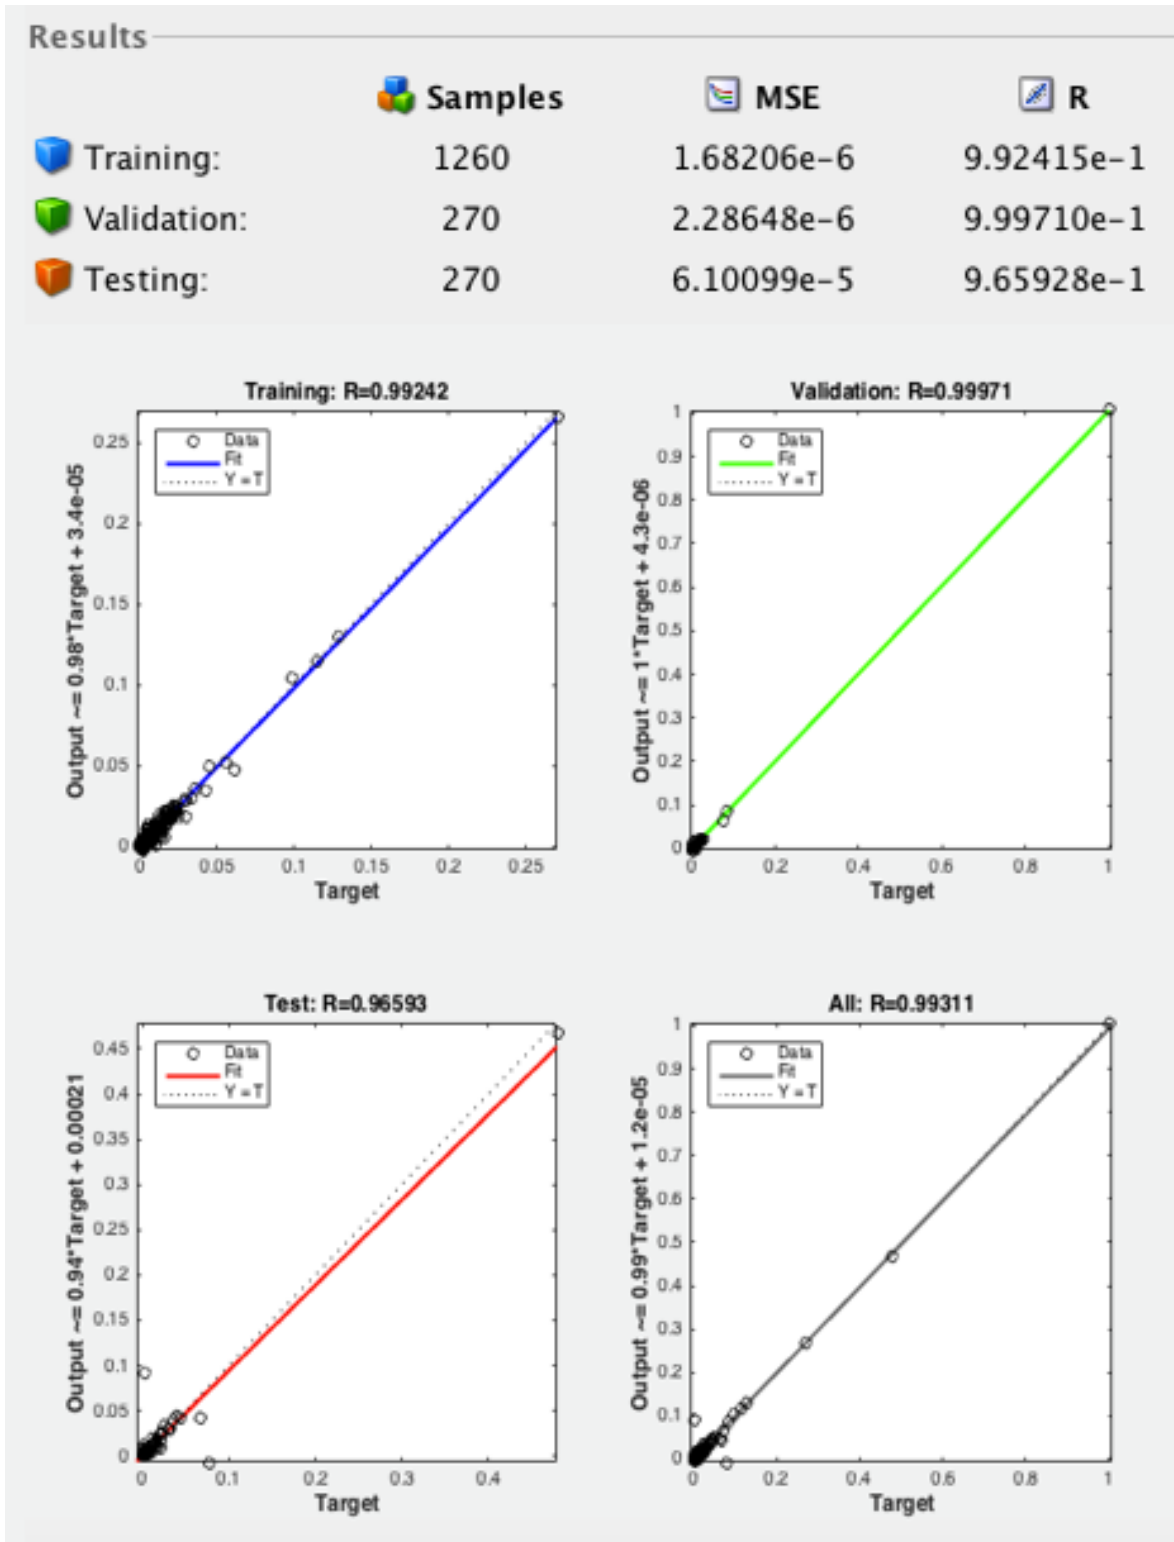 Results
Samples MSE R
Training: 1260 1.68206e-6 9.92415e-1
Validation: 270 2.28648e-6 9.99710e-1
Testing: 270 6.10099e-5 9.65928e-1
Training: R=0.99242
Data
Fit
Y = T
Output ~= 0.98*Target + 3.4e-05
0.25
0.2
0.15
0.1
0.05
0
0 0.05 0.1 0.15 0.2 0.25
Target
Validation: R=0.99971
Data
Fit
Y = T
Output ~= 1*Target + 4.3e-06
1
0.9
0.8
0.7
0.6
0.5
0.4
0.3
0.2
0.1
0
0 0.2 0.4 0.6 0.8 1
Target
Test: R=0.96593
Data
Fit
Y = T
Output ~= 0.94*Target + 0.00021
0.45
0.4
0.35
0.3
0.25
0.2
0.15
0.1
0.05
0
0 0.1 0.2 0.3 0.4
Target
All: R=0.99311
Data
Fit
Y = T
Output ~= 0.99*Target + 1.2e-05
1
0.9
0.8
0.7
0.6
0.5
0.4
0.3
0.2
0.1
0
0 0.2 0.4 0.6 0.8 1
Target